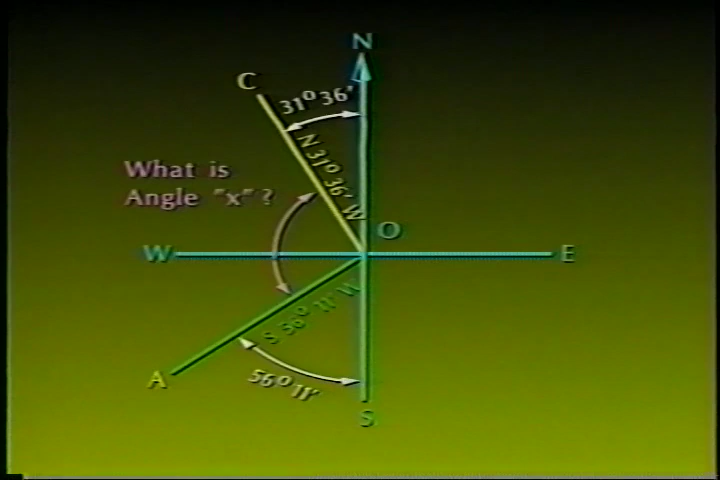 N
C
31° 36'
N 31° 36' W
What is
Angle "x"?
O
W
E
S 56° 11' W
A
56° 11'
S